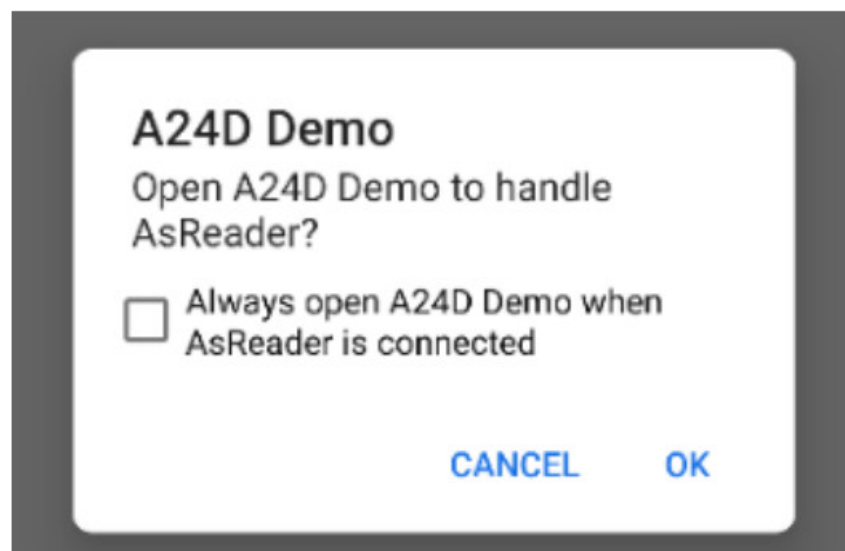 A24D Demo
Open A24D Demo to handle
AsReader?
Always open A24D Demo when
AsReader is connected
CANCEL OK